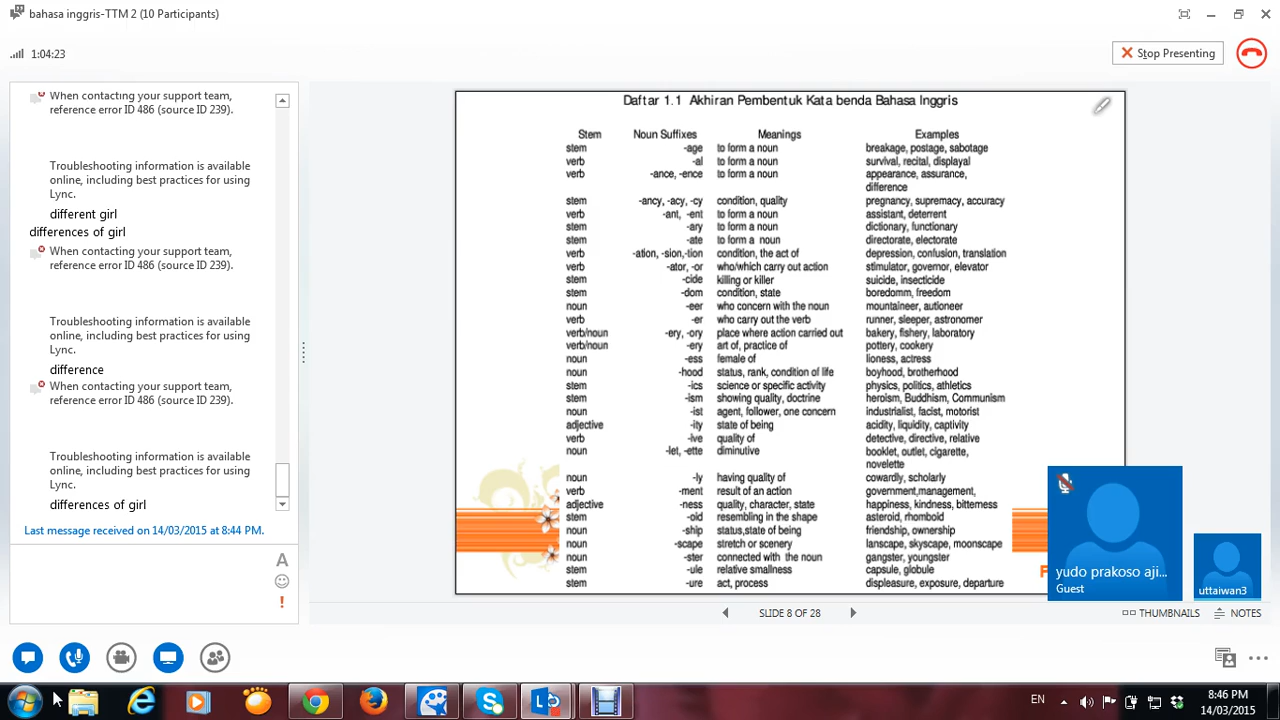 bahasa inggris-TTM 2 (10 Participants)
1:04:23
Stop Presenting
When contacting your support team,
reference error ID 486 (source ID 239).
Troubleshooting information is available
online, including best practices for using
Lync.
different girl
differences of girl
When contacting your support team,
reference error ID 486 (source ID 239).
Troubleshooting information is available
online, including best practices for using
Lync.
difference
When contacting your support team,
reference error ID 486 (source ID 239).
Troubleshooting information is available
online, including best practices for using
Lync.
differences of girl
Last message received on 14/03/2015 at 8:44 PM.
Daftar 1.1 Akhiran Pembentuk Kata benda Bahasa Inggris
Stem Noun Suffixes Meanings Examples
stem -age to form a noun breakage, postage, sabotage
verb -al to form a noun survival, recital, displayal
verb -ance, -ence to form a noun appearance, assurance,
difference
stem -ancy, -acy, -cy condition, quality pregnancy, supremacy, accuracy
verb -ant, -ent to form a noun assistant, deterrent
stem -ary to form a noun dictionary, functionary
stem -ate to form a noun directorate, electorate
verb -ation, -sion,-tion condition, the act of depression, confusion, translation
verb -ator, -or who/which carry out action stimulator, governor, elevator
stem -cide killing or killer suicide, insecticide
stem -dom condition, state boredomm, freedom
noun -eer who concern with the noun mountaineer, autioneer
verb -er who carry out the verb runner, sleeper, astronomer
verb/noun -ery, -ory place where action carried out bakery, fishery, laboratory
verb/noun -ery art of, practice of pottery, cookery
noun -ess female of lioness, actress
noun -hood status, rank, condition of life boyhood, brotherhood
stem -ics science or specific activity physics, politics, athletics
stem -ism showing quality, doctrine heroism, Buddhism, Communism
noun -ist agent, follower, one concern industrialist, facist, motorist
adjective -ity state of being acidity, liquidity, captivity
verb -ive quality of detective, directive, relative
noun -let, -ette diminutive booklet, outlet, cigarette,
novelette
noun -ly having quality of cowardly, scholarly
verb -ment result of an action government,management,
adjective -ness quality, character, state happiness, kindness, bitterness
stem -oid resembling in the shape asteroid, rhomboid
noun -ship status,state of being friendship, ownership
noun -scape stretch or scenery lanscape, skyscape, moonscape
noun -ster connected with the noun gangster, youngster
stem -ule relative smallness capsule, globule
stem -ure act, process displeasure, exposure, departure
F
yudo prakoso aji...
Guest
uttaiwan3
SLIDE 8 OF 28
THUMBNAILS
NOTES
EN
8:46 PM
14/03/2015